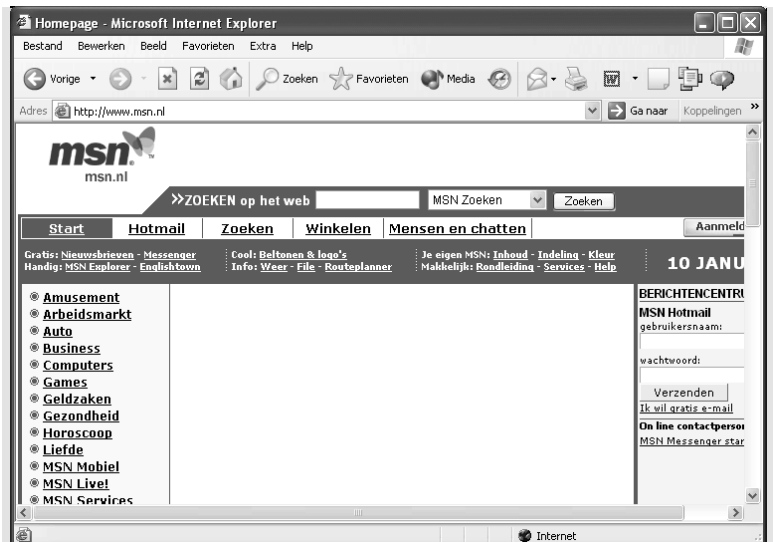 Homepage - Microsoft Internet Explorer
Bestand Bewerken Beeld Favorieten Extra Help
Vorige Zoeken Favorieten Media
Adres http://www.msn.nl Ga naar Koppelingen »
msn
TM
msn.nl
>>ZOEKEN op het web MSN Zoeken Zoeken
Start Hotmail Zoeken Winkelen Mensen en chatten Aanmeld
Gratis: Nieuwsbrieven - Messenger Cool: Beltonen & logo's Je eigen MSN: Inhoud - Indeling - Kleur
Handig: MSN Explorer - Englishtown Info: Weer - File - Routeplanner Makkelijk: Rondleiding - Services - Help
10 JANU
Amusement
Arbeidsmarkt
Auto
Business
Computers
Games
Geldzaken
Gezondheid
Horoscoop
Liefde
MSN Mobiel
MSN Live!
MSN Services
BERICHTENCENTRU
MSN Hotmail
gebruikersnaam:
wachtwoord:
Verzenden
Ik wil gratis e-mail
On line contactperso
MSN Messenger star
Internet